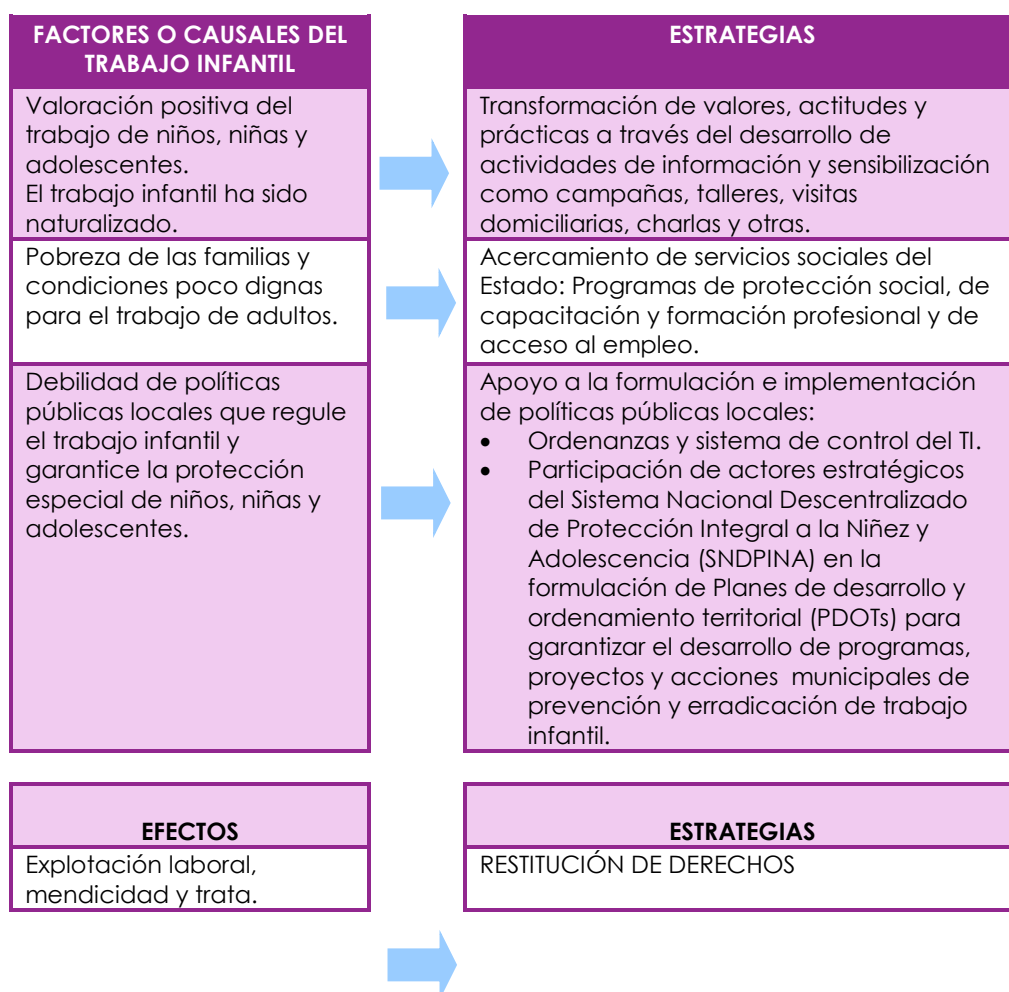 FACTORES O CAUSALES DEL
TRABAJO INFANTIL
ESTRATEGIAS
Valoración positiva del
trabajo de niños, niñas y
adolescentes.
El trabajo infantil ha sido
naturalizado.
Transformación de valores, actitudes y
prácticas a través del desarrollo de
actividades de información y sensibilización
como campañas, talleres, visitas
domiciliarias, charlas y otras.
Pobreza de las familias y
condiciones poco dignas
para el trabajo de adultos.
Acercamiento de servicios sociales del
Estado: Programas de protección social, de
capacitación y formación profesional y de
acceso al empleo.
Debilidad de políticas
públicas locales que regule
el trabajo infantil y
garantice la protección
especial de niños, niñas y
adolescentes.
Apoyo a la formulación e implementación
de políticas públicas locales:
• Ordenanzas y sistema de control del TI.
• Participación de actores estratégicos
del Sistema Nacional Descentralizado
de Protección Integral a la Niñez y
Adolescencia (SNDPINA) en la
formulación de Planes de desarrollo y
ordenamiento territorial (PDOTs) para
garantizar el desarrollo de programas,
proyectos y acciones municipales de
prevención y erradicación de trabajo
infantil.
EFECTOS
ESTRATEGIAS
Explotación laboral,
mendicidad y trata.
RESTITUCIÓN DE DERECHOS